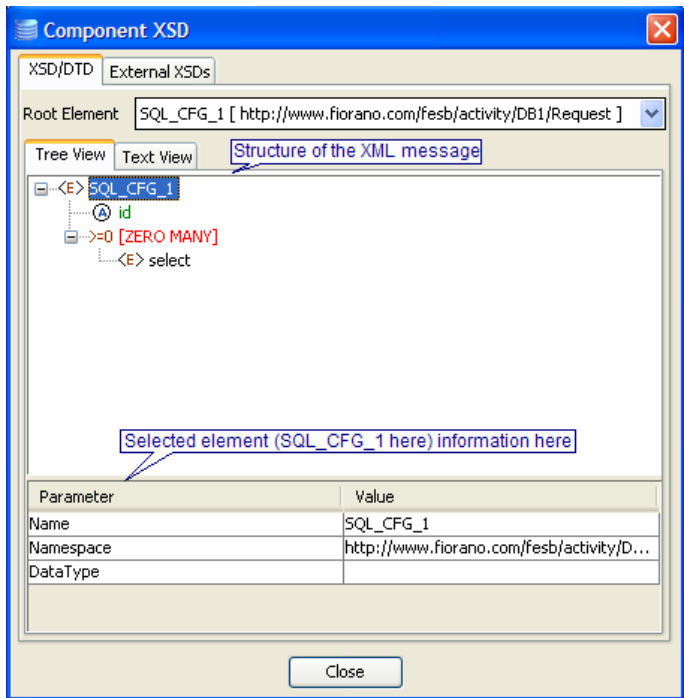 Component XSD
XSD/DTD External XSDs
Root Element SQL_CFG_1 [ http://www.fiorano.com/fesb/activity/DB1/Request ]
Tree View Text View Structure of the XML message
<E> SQL_CFG_1
A id
>=0 [ZERO MANY]
<E> select
Selected element (SQL_CFG_1 here) information here
Parameter Value
Name SQL_CFG_1
Namespace http://www.fiorano.com/fesb/activity/D...
DataType
Close